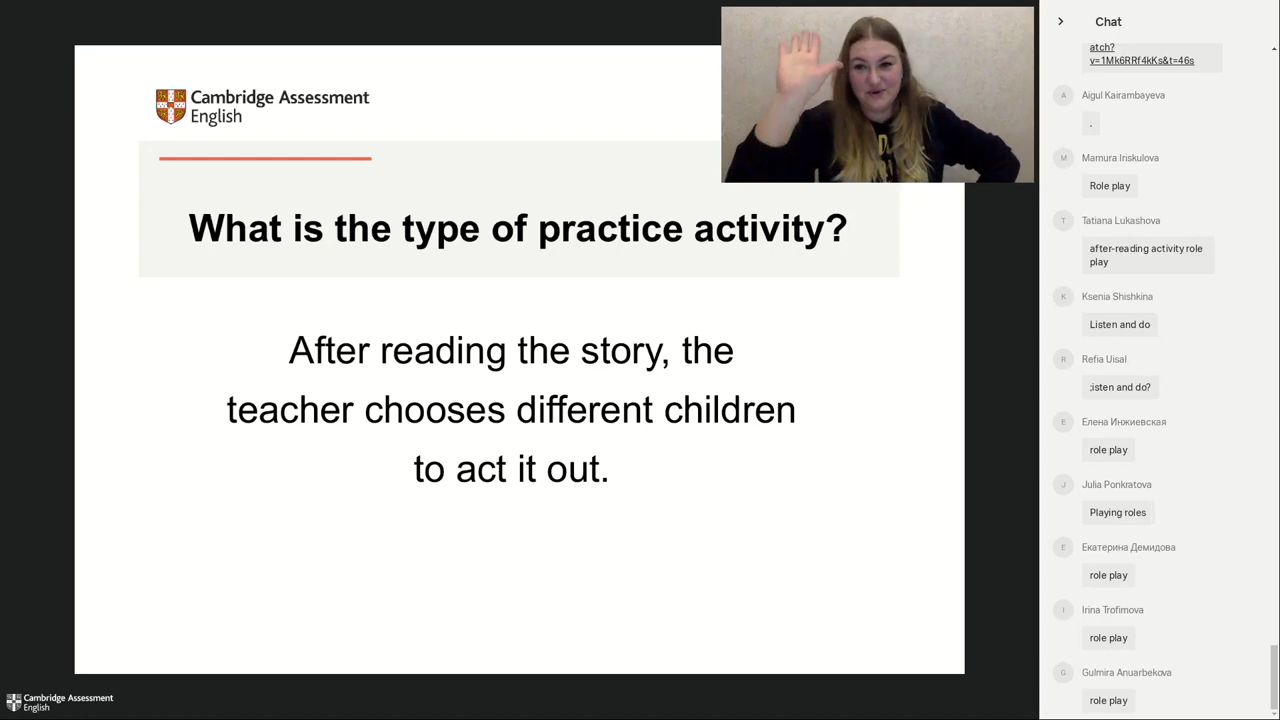 Cambridge Assessment
English
What is the type of practice activity?
After reading the story, the
teacher chooses different children
to act it out.
Cambridge Assessment
English
Chat
atch?
v=1Mk6RRf4kKs&t=46s
A Aigul Kairambayeva
.
M Mamura Iriskulova
Role play
T Tatiana Lukashova
after-reading activity role
play
K Ksenia Shishkina
Listen and do
R Refia Uisal
;isten and do?
Е Елена Инжиевская
role play
J Julia Ponkratova
Playing roles
Е Екатерина Демидова
role play
I Irina Trofimova
role play
G Gulmira Anuarbekova
role play